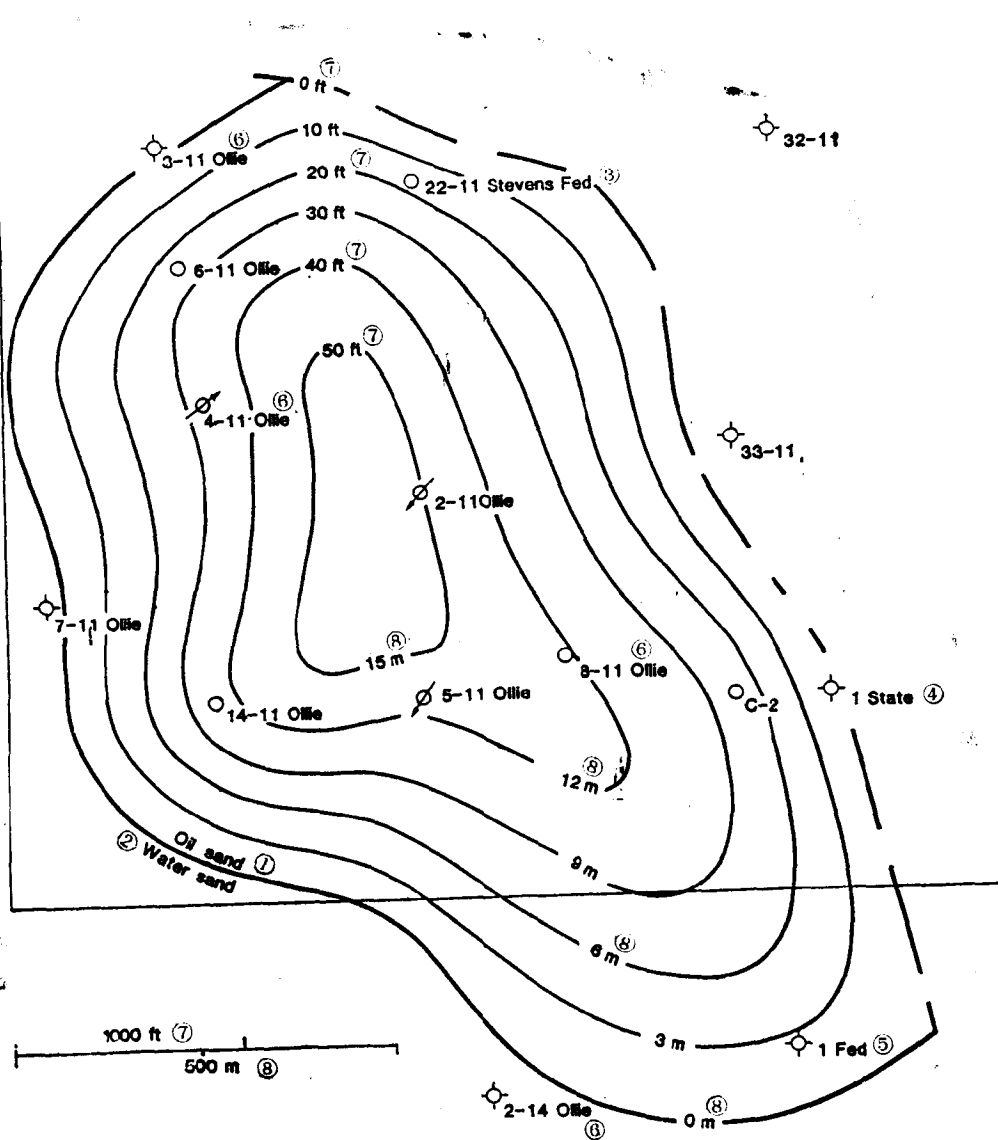 0 ft ⑦
32-11
10 ft
3-11 Ollie ⑥
20 ft ⑦
22-11 Stevens Fed ③
30 ft
6-11 Ollie
40 ft ⑦
50 ft ⑦
4-11 Ollie ⑥
33-11
2-11 Ollie
7-11 Ollie
15 m ⑧
8-11 Ollie ⑥
5-11 Ollie
14-11 Ollie
C-2
1 State ④
12 m ⑧
Oil sand ①
② Water sand
9 m
6 m ⑧
1000 ft ⑦
500 m ⑧
3 m
1 Fed ⑤
2-14 Ollie ⑥
0 m ⑧